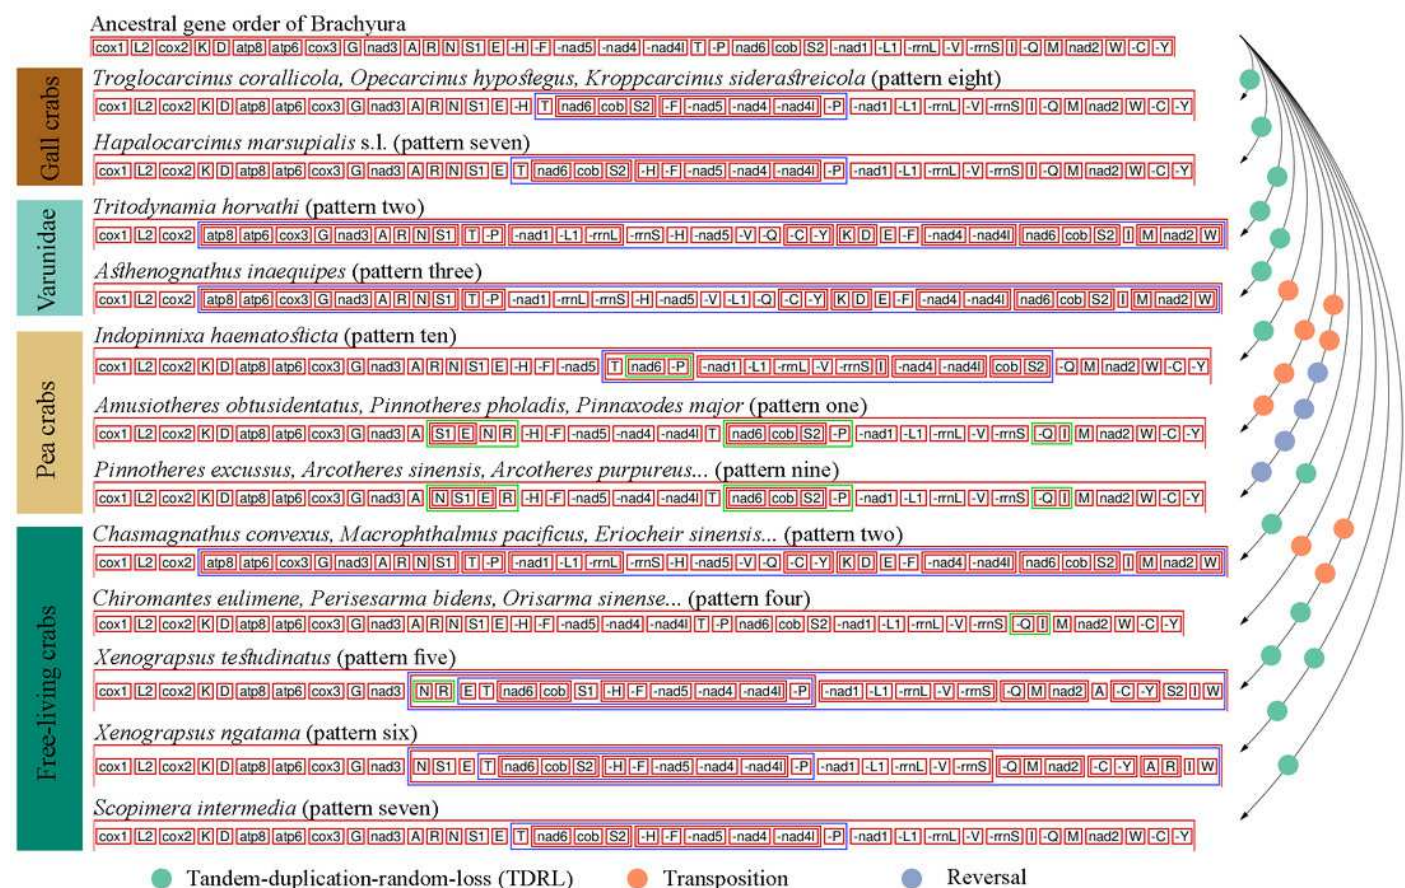 Ancestral gene order of Brachyura
cox1 L2 cox2 K D atp8 atp6 cox3 G nad3 A R N S1 E -H -F -nad5 -nad4 -nad4l T -P nad6 cob S2 -nad1 -L1 -rrnL -V -rrnS I -Q M nad2 W -C -Y
Gall crabs
Troglocarcinus corallicola, Opecarcinus hypostegus, Kroppcarcinus siderastreicola (pattern eight)
cox1 L2 cox2 K D atp8 atp6 cox3 G nad3 A R N S1 E -H T nad6 cob S2 -F -nad5 -nad4 -nad4l -P -nad1 -L1 -rrnL -V -rrnS I -Q M nad2 W -C -Y
Hapalocarcinus marsupialis s.l. (pattern seven)
cox1 L2 cox2 K D atp8 atp6 cox3 G nad3 A R N S1 E T nad6 cob S2 -H -F -nad5 -nad4 -nad4l -P -nad1 -L1 -rrnL -V -rrnS I -Q M nad2 W -C -Y
Varunidae
Tritodynamia horvathi (pattern two)
cox1 L2 cox2 atp8 atp6 cox3 G nad3 A R N S1 T -P -nad1 -L1 -rrnL -rrnS -H -nad5 -V -Q -C -Y K D E -F -nad4 -nad4l nad6 cob S2 I M nad2 W
Asthenognathus inaequipes (pattern three)
cox1 L2 cox2 atp8 atp6 cox3 G nad3 A R N S1 T -P -nad1 -rrnL -rrnS -H -nad5 -V -L1 -Q -C -Y K D E -F -nad4 -nad4l nad6 cob S2 I M nad2 W
Pea crabs
Indopinnixa haematosticta (pattern ten)
cox1 L2 cox2 K D atp8 atp6 cox3 G nad3 A R N S1 E -H -F -nad5 T nad6 -P -nad1 -L1 -rrnL -V -rrnS I -nad4 -nad4l cob S2 -Q M nad2 W -C -Y
Amusiotheres obtusidentatus, Pinnotheres pholadis, Pinnaxodes major (pattern one)
cox1 L2 cox2 K D atp8 atp6 cox3 G nad3 A S1 E N R -H -F -nad5 -nad4 -nad4l T nad6 cob S2 -P -nad1 -L1 -rrnL -V -rrnS -Q I M nad2 W -C -Y
Pinnotheres excussus, Arcotheres sinensis, Arcotheres purpureus... (pattern nine)
cox1 L2 cox2 K D atp8 atp6 cox3 G nad3 A N S1 E R -H -F -nad5 -nad4 -nad4l T nad6 cob S2 -P -nad1 -L1 -rrnL -V -rrnS -Q I M nad2 W -C -Y
Free-living crabs
Chasmagnathus convexus, Macrophthalmus pacificus, Eriocheir sinensis... (pattern two)
cox1 L2 cox2 atp8 atp6 cox3 G nad3 A R N S1 T -P -nad1 -L1 -rrnL -rrnS -H -nad5 -V -Q -C -Y K D E -F -nad4 -nad4l nad6 cob S2 I M nad2 W
Chiromantes eulimene, Perisesarma bidens, Orisarma sinense... (pattern four)
cox1 L2 cox2 K D atp8 atp6 cox3 G nad3 A R N S1 E -H -F -nad5 -nad4 -nad4l T -P nad6 cob S2 -nad1 -L1 -rrnL -V -rrnS -Q I M nad2 W -C -Y
Xenograpsus testudinatus (pattern five)
cox1 L2 cox2 K D atp8 atp6 cox3 G nad3 N R E T nad6 cob S1 -H -F -nad5 -nad4 -nad4l -P -nad1 -L1 -rrnL -V -rrnS -Q M nad2 A -C -Y S2 I W
Xenograpsus ngatama (pattern six)
cox1 L2 cox2 K D atp8 atp6 cox3 G nad3 N S1 E T nad6 cob S2 -H -F -nad5 -nad4 -nad4l -P -nad1 -L1 -rrnL -V -rrnS -Q M nad2 -C -Y A R I W
Scopimera intermedia (pattern seven)
cox1 L2 cox2 K D atp8 atp6 cox3 G nad3 A R N S1 E T nad6 cob S2 -H -F -nad5 -nad4 -nad4l -P -nad1 -L1 -rrnL -V -rrnS I -Q M nad2 W -C -Y
Tandem-duplication-random-loss (TDRL) Transposition Reversal